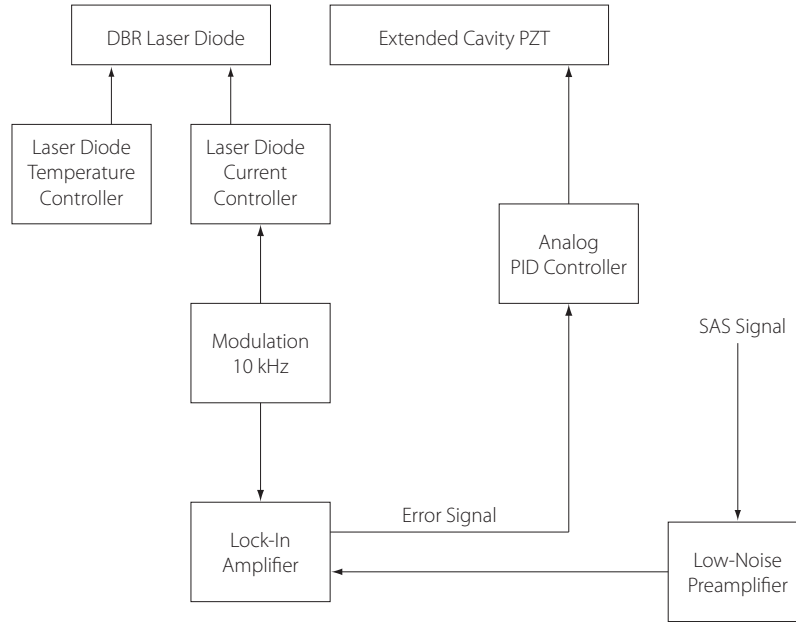 DBR Laser Diode
Extended Cavity PZT
Laser Diode
Temperature
Controller
Laser Diode
Current
Controller
Analog
PID Controller
Modulation
10 kHz
SAS Signal
Error Signal
Lock-In
Amplifier
Low-Noise
Preamplifier